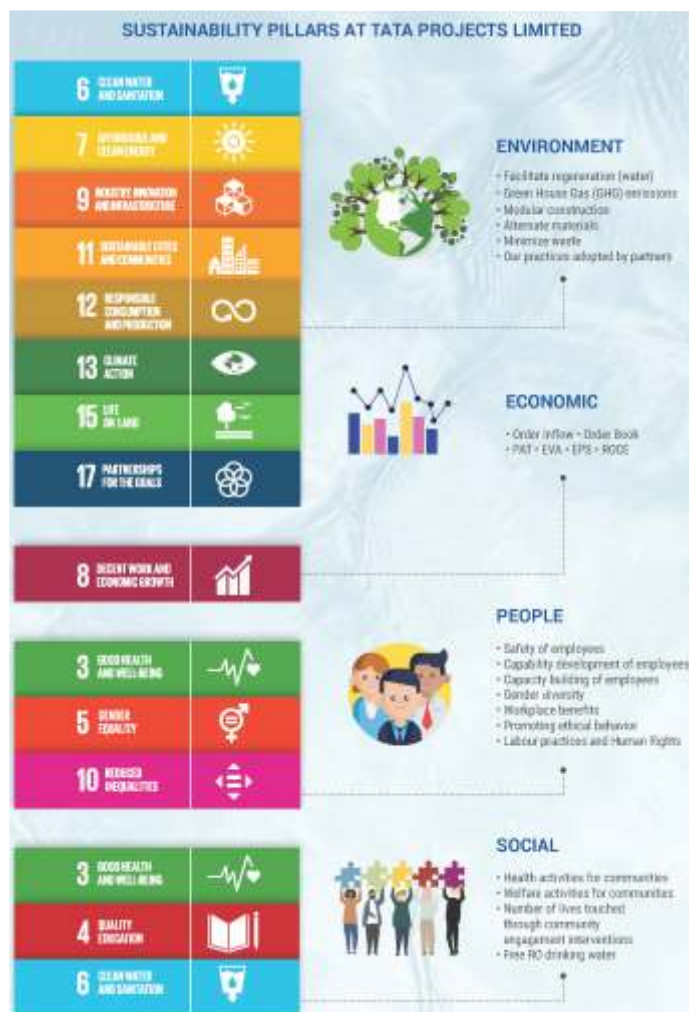 SUSTAINABILITY PILLARS AT TATA PROJECTS LIMITED
6 CLEAN WATER
AND SANITATION
7 AFFORDABLE AND
CLEAN ENERGY
9 INDUSTRY, INNOVATION
AND INFRASTRUCTURE
11 SUSTAINABLE CITIES
AND COMMUNITIES
12 RESPONSIBLE
CONSUMPTION
AND PRODUCTION
13 CLIMATE
ACTION
15 LIFE
ON LAND
17 PARTNERSHIPS
FOR THE GOALS
ENVIRONMENT
• Facilitate regeneration (water)
• Green House Gas (GHG) emissions
• Modular construction
• Alternate materials
• Minimize waste
• Our practices adopted by partners
8 DECENT WORK AND
ECONOMIC GROWTH
ECONOMIC
• Order Inflow • Order Book
• PAT • EVA • EPS • ROCE
3 GOOD HEALTH
AND WELL-BEING
5 GENDER
EQUALITY
10 REDUCED
INEQUALITIES
PEOPLE
• Safety of employees
• Capability development of employees
• Capacity building of employees
• Gender diversity
• Workplace benefits
• Promoting ethical behavior
• Labour practices and Human Rights
3 GOOD HEALTH
AND WELL-BEING
4 QUALITY
EDUCATION
6 CLEAN WATER
AND SANITATION
SOCIAL
• Health activities for communities
• Welfare activities for communities
• Number of lives touched
through community
engagement interventions
• Free RO drinking water